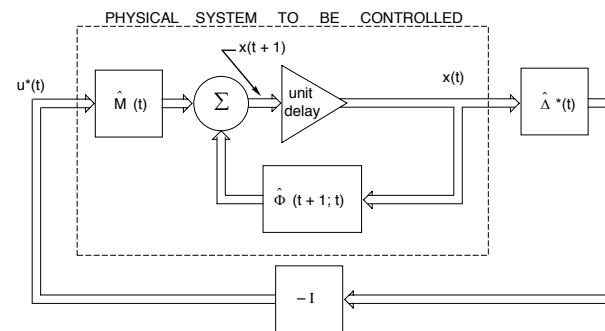 PHYSICAL SYSTEM TO BE CONTROLLED
x(t + 1)
u*(t)
M̂ (t)
Σ
unit
delay
x(t)
Δ̂ *(t)
Φ̂ (t + 1; t)
– I